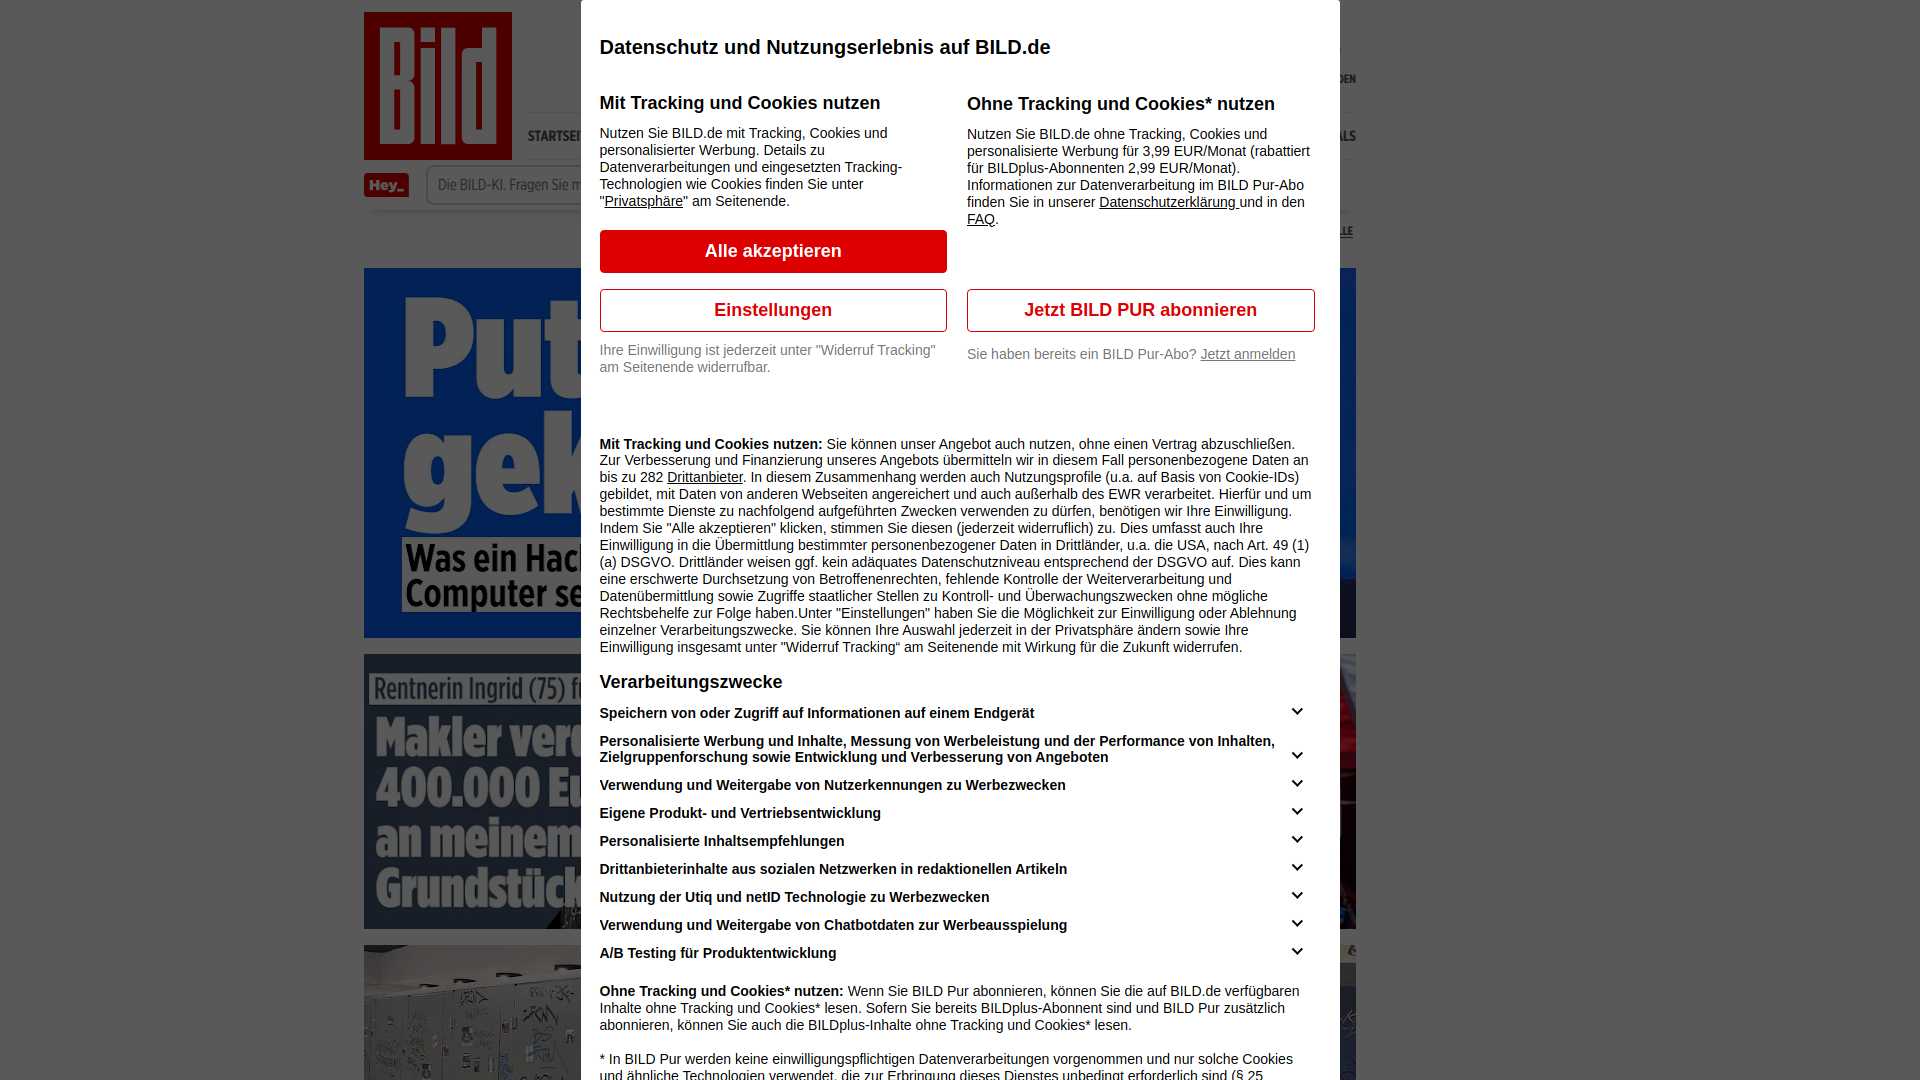 Bild
STARTSEI
DEN
ALS
Hey_
Die BILD-KI. Fragen Sie m
LLE
Put
gek
Was ein Hac
Computer se
Rentnerin Ingrid (75) f
Makler verd
400.000 Eu
an meinem
Grundstück
Datenschutz und Nutzungserlebnis auf BILD.de
Mit Tracking und Cookies nutzen
Nutzen Sie BILD.de mit Tracking, Cookies und
personalisierter Werbung. Details zu
Datenverarbeitungen und eingesetzten Tracking-
Technologien wie Cookies finden Sie unter
"Privatsphäre" am Seitenende.
Alle akzeptieren
Einstellungen
Ihre Einwilligung ist jederzeit unter "Widerruf Tracking"
am Seitenende widerrufbar.
Ohne Tracking und Cookies* nutzen
Nutzen Sie BILD.de ohne Tracking, Cookies und
personalisierte Werbung für 3,99 EUR/Monat (rabattiert
für BILDplus-Abonnenten 2,99 EUR/Monat).
Informationen zur Datenverarbeitung im BILD Pur-Abo
finden Sie in unserer Datenschutzerklärung und in den
FAQ.
Jetzt BILD PUR abonnieren
Sie haben bereits ein BILD Pur-Abo? Jetzt anmelden
Mit Tracking und Cookies nutzen: Sie können unser Angebot auch nutzen, ohne einen Vertrag abzuschließen.
Zur Verbesserung und Finanzierung unseres Angebots übermitteln wir in diesem Fall personenbezogene Daten an
bis zu 282 Drittanbieter. In diesem Zusammenhang werden auch Nutzungsprofile (u.a. auf Basis von Cookie-IDs)
gebildet, mit Daten von anderen Webseiten angereichert und auch außerhalb des EWR verarbeitet. Hierfür und um
bestimmte Dienste zu nachfolgend aufgeführten Zwecken verwenden zu dürfen, benötigen wir Ihre Einwilligung.
Indem Sie "Alle akzeptieren" klicken, stimmen Sie diesen (jederzeit widerruflich) zu. Dies umfasst auch Ihre
Einwilligung in die Übermittlung bestimmter personenbezogener Daten in Drittländer, u.a. die USA, nach Art. 49 (1)
(a) DSGVO. Drittländer weisen ggf. kein adäquates Datenschutzniveau entsprechend der DSGVO auf. Dies kann
eine erschwerte Durchsetzung von Betroffenenrechten, fehlende Kontrolle der Weiterverarbeitung und
Datenübermittlung sowie Zugriffe staatlicher Stellen zu Kontroll- und Überwachungszwecken ohne mögliche
Rechtsbehelfe zur Folge haben.Unter "Einstellungen" haben Sie die Möglichkeit zur Einwilligung oder Ablehnung
einzelner Verarbeitungszwecke. Sie können Ihre Auswahl jederzeit in der Privatsphäre ändern sowie Ihre
Einwilligung insgesamt unter "Widerruf Tracking“ am Seitenende mit Wirkung für die Zukunft widerrufen.
Verarbeitungszwecke
Speichern von oder Zugriff auf Informationen auf einem Endgerät
Personalisierte Werbung und Inhalte, Messung von Werbeleistung und der Performance von Inhalten,
Zielgruppenforschung sowie Entwicklung und Verbesserung von Angeboten
Verwendung und Weitergabe von Nutzerkennungen zu Werbezwecken
Eigene Produkt- und Vertriebsentwicklung
Personalisierte Inhaltsempfehlungen
Drittanbieterinhalte aus sozialen Netzwerken in redaktionellen Artikeln
Nutzung der Utiq und netID Technologie zu Werbezwecken
Verwendung und Weitergabe von Chatbotdaten zur Werbeausspielung
A/B Testing für Produktentwicklung
Ohne Tracking und Cookies* nutzen: Wenn Sie BILD Pur abonnieren, können Sie die auf BILD.de verfügbaren
Inhalte ohne Tracking und Cookies* lesen. Sofern Sie bereits BILDplus-Abonnent sind und BILD Pur zusätzlich
abonnieren, können Sie auch die BILDplus-Inhalte ohne Tracking und Cookies* lesen.
* In BILD Pur werden keine einwilligungspflichtigen Datenverarbeitungen vorgenommen und nur solche Cookies
und ähnliche Technologien verwendet, die zur Erbringung dieses Dienstes unbedingt erforderlich sind (§ 25